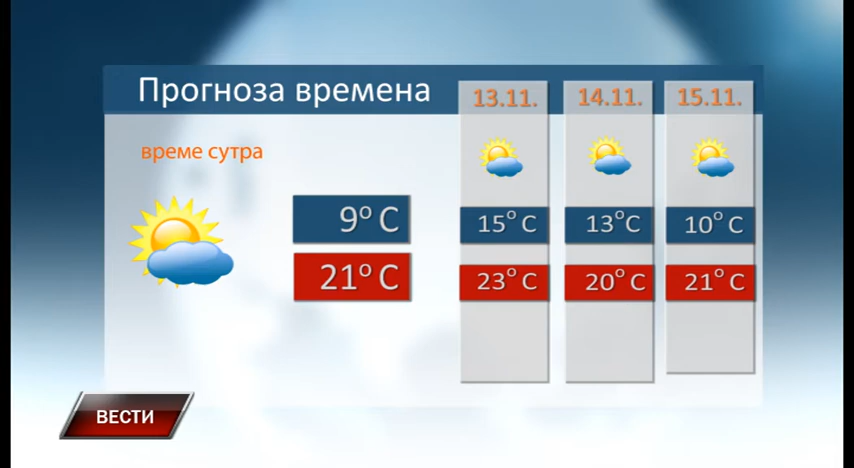 Прогноза времена
време сутра
9° C
21° C
13.11.
15° C
23° C
14.11.
13°C
20° C
15.11.
10° C
21° C
ВЕСТИ